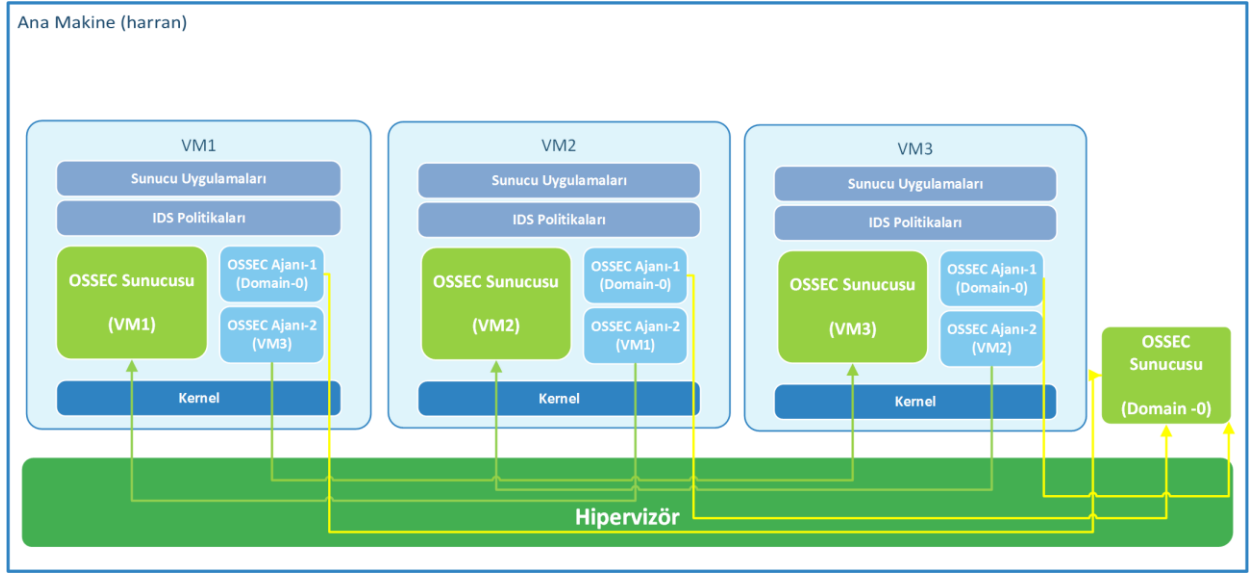 Ana Makine (harran)
VM1
Sunucu Uygulamaları
IDS Politikaları
OSSEC Sunucusu
(VM1)
OSSEC Ajanı-1
(Domain-0)
OSSEC Ajanı-2
(VM3)
Kernel
VM2
Sunucu Uygulamaları
IDS Politikaları
OSSEC Sunucusu
(VM2)
OSSEC Ajanı-1
(Domain-0)
OSSEC Ajanı-2
(VM1)
Kernel
VM3
Sunucu Uygulamaları
IDS Politikaları
OSSEC Sunucusu
(VM3)
OSSEC Ajanı-1
(Domain-0)
OSSEC Ajanı-2
(VM2)
Kernel
OSSEC
Sunucusu
(Domain -0)
Hipervizör